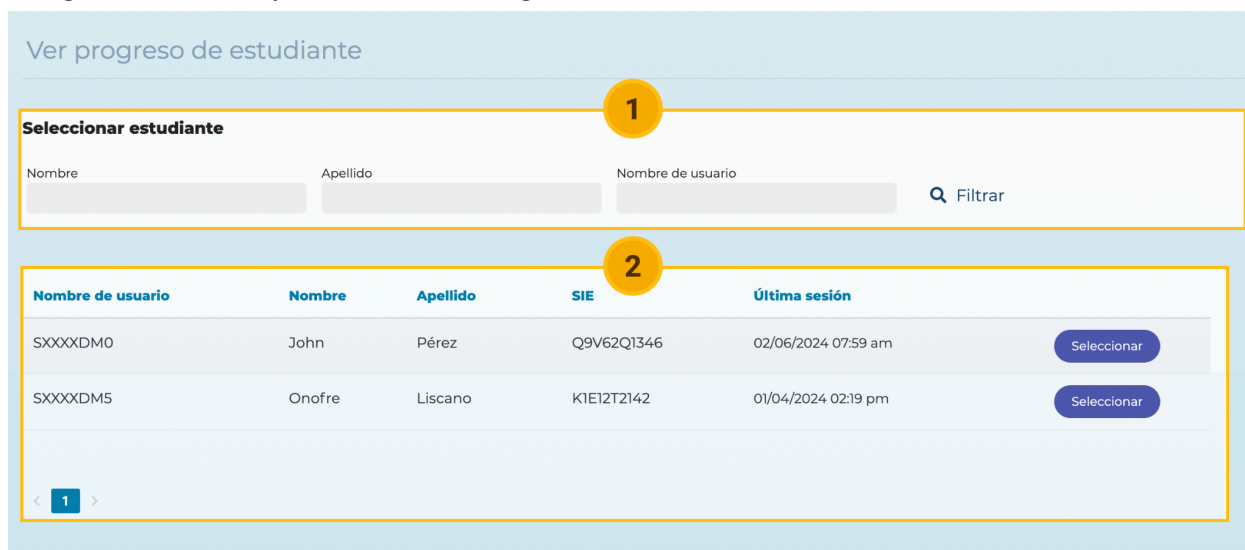 Ver progreso de estudiante
1
Seleccionar estudiante
Nombre Apellido Nombre de usuario
Filtrar
2
Nombre de usuario Nombre Apellido SIE Última sesión
SXXXXDM0 John Pérez Q9V62Q1346 02/06/2024 07:59 am Seleccionar
SXXXXDM5 Onofre Liscano K1E12T2142 01/04/2024 02:19 pm Seleccionar
< 1 >